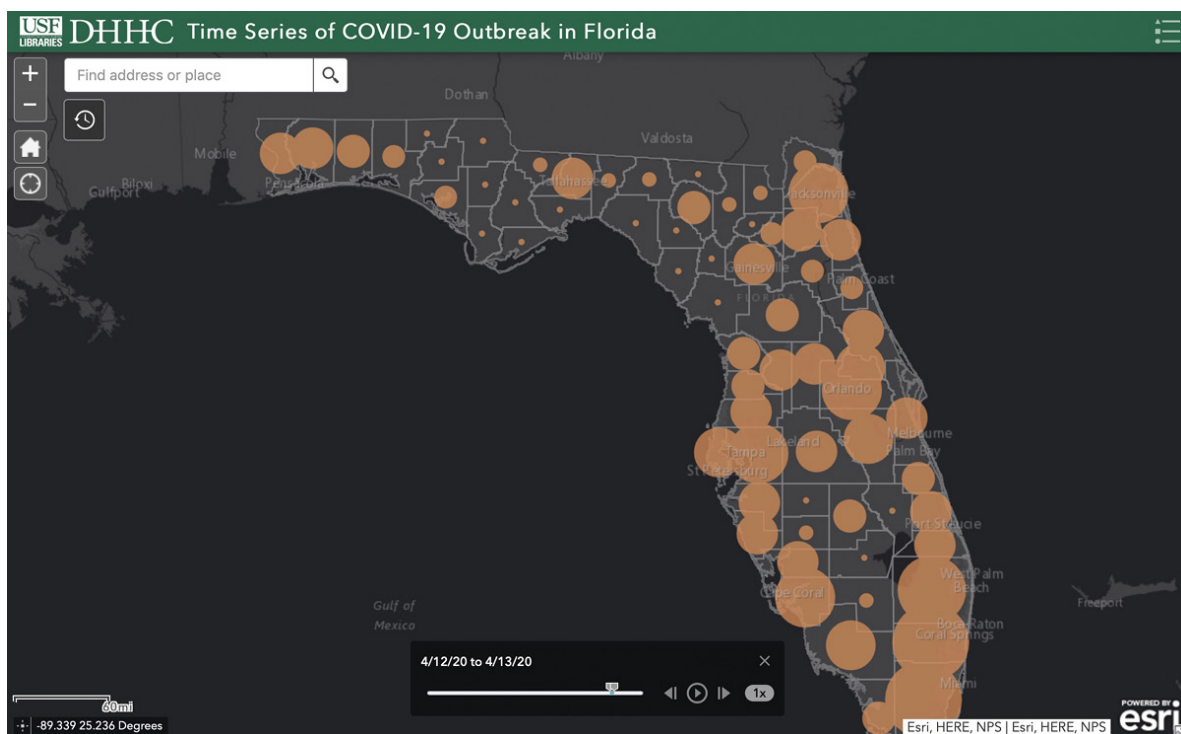 USF LIBRARIES DHHC Time Series of COVID-19 Outbreak in Florida
Find address or place
Albany
Dothan
Valdosta
Mobile
Biloxi
Gulfport
Pensacola
Tallahassee
Jacksonville
Gainesville
Palm Coast
FLORIDA
Orlando
Melbourne
Palm Bay
Lakeland
Tampa
St Petersburg
Port St Lucie
West Palm
Beach
Cape Coral
Freeport
Gulf of
Mexico
Boca Raton
Coral Springs
Miami
4/12/20 to 4/13/20
1x
60mi
-89.339 25.236 Degrees
Esri, HERE, NPS | Esri, HERE, NPS
POWERED BY
esri